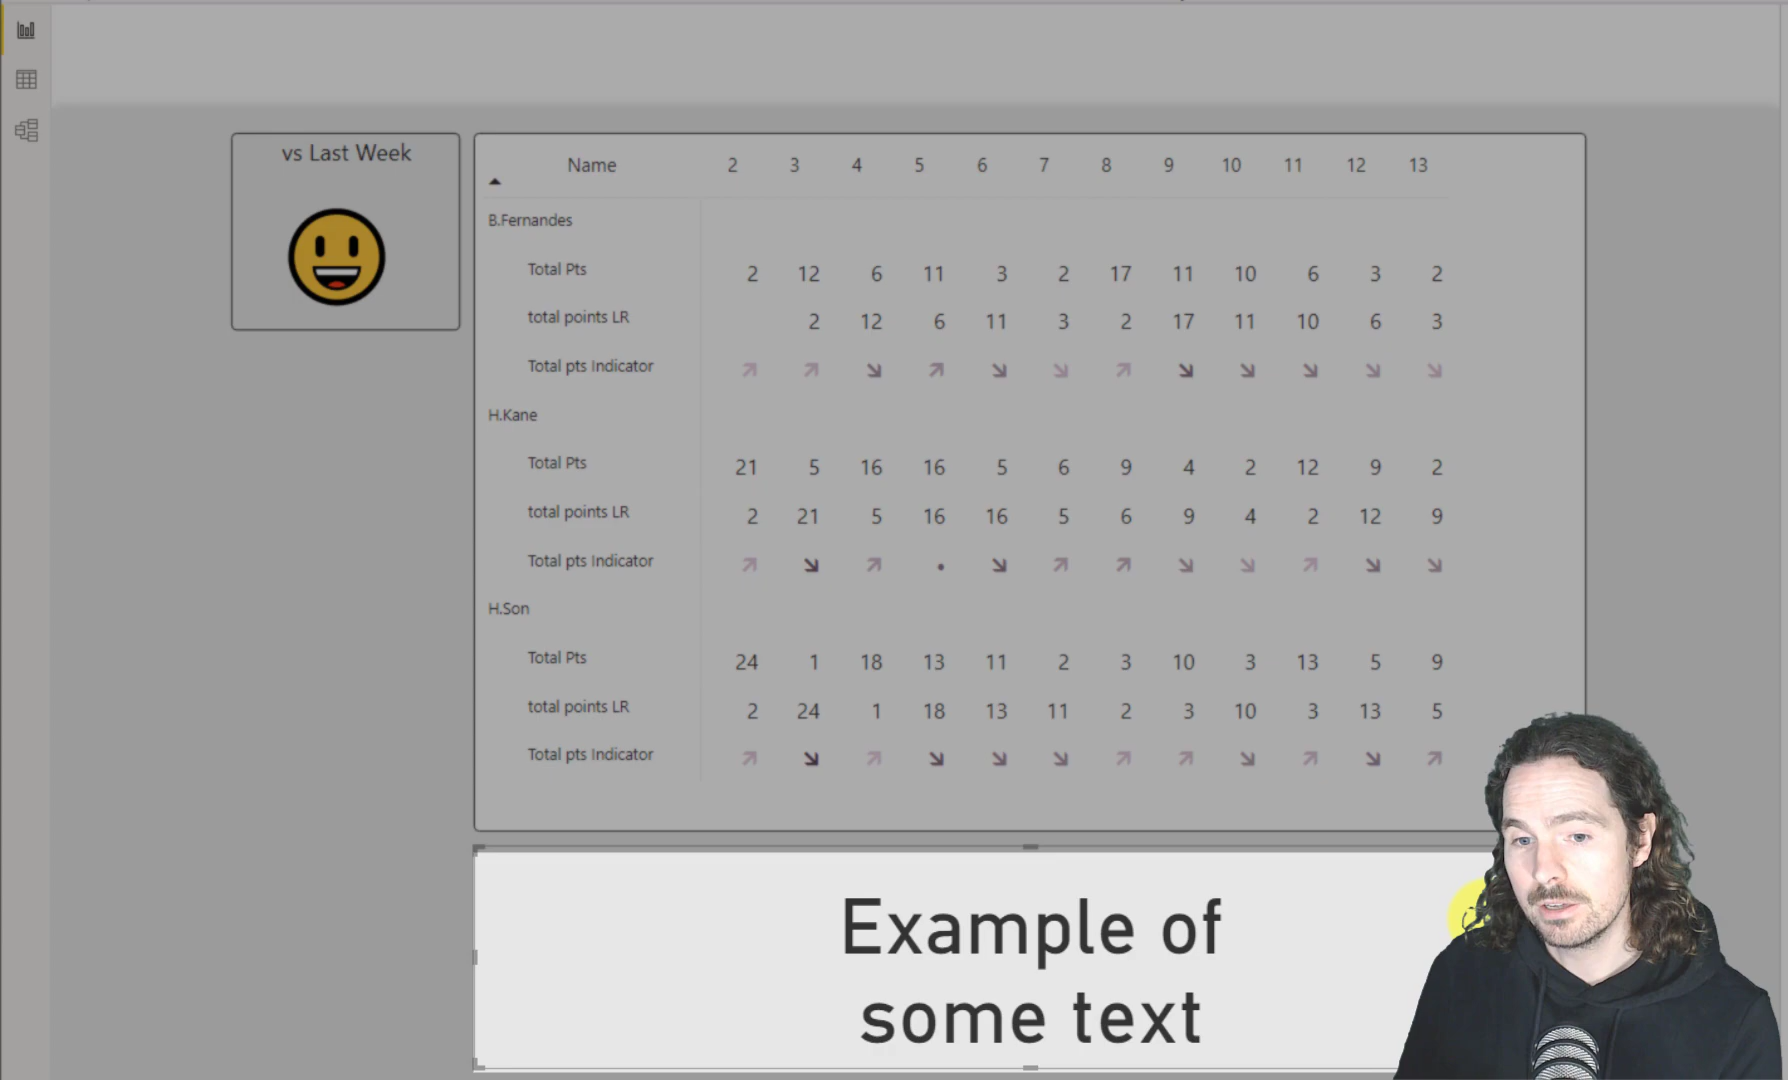 vs Last Week
Name 2 3 4 5 6 7 8 9 10 11 12 13
B.Fernandes
Total Pts 2 12 6 11 3 2 17 11 10 6 3 2
total points LR 2 12 6 11 3 2 17 11 10 6 3
Total pts Indicator
H.Kane
Total Pts 21 5 16 16 5 6 9 4 2 12 9 2
total points LR 2 21 5 16 16 5 6 9 4 2 12 9
Total pts Indicator
H.Son
Total Pts 24 1 18 13 11 2 3 10 3 13 5 9
total points LR 2 24 1 18 13 11 2 3 10 3 13 5
Total pts Indicator
Example of
some text